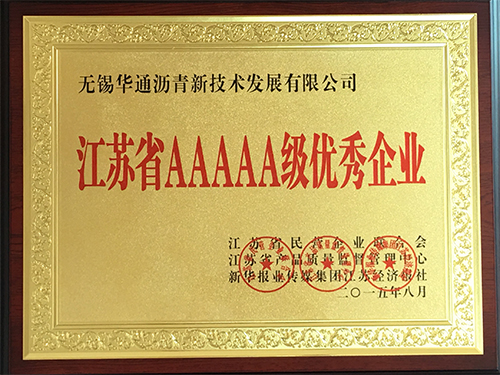 无锡华通沥青新技术发展有限公司
江苏省AAAAA级优秀企业
江苏省民营企业联合会
江苏省产品质量监督管理中心
新华报业传媒集团江苏经济报社
二〇一五年八月